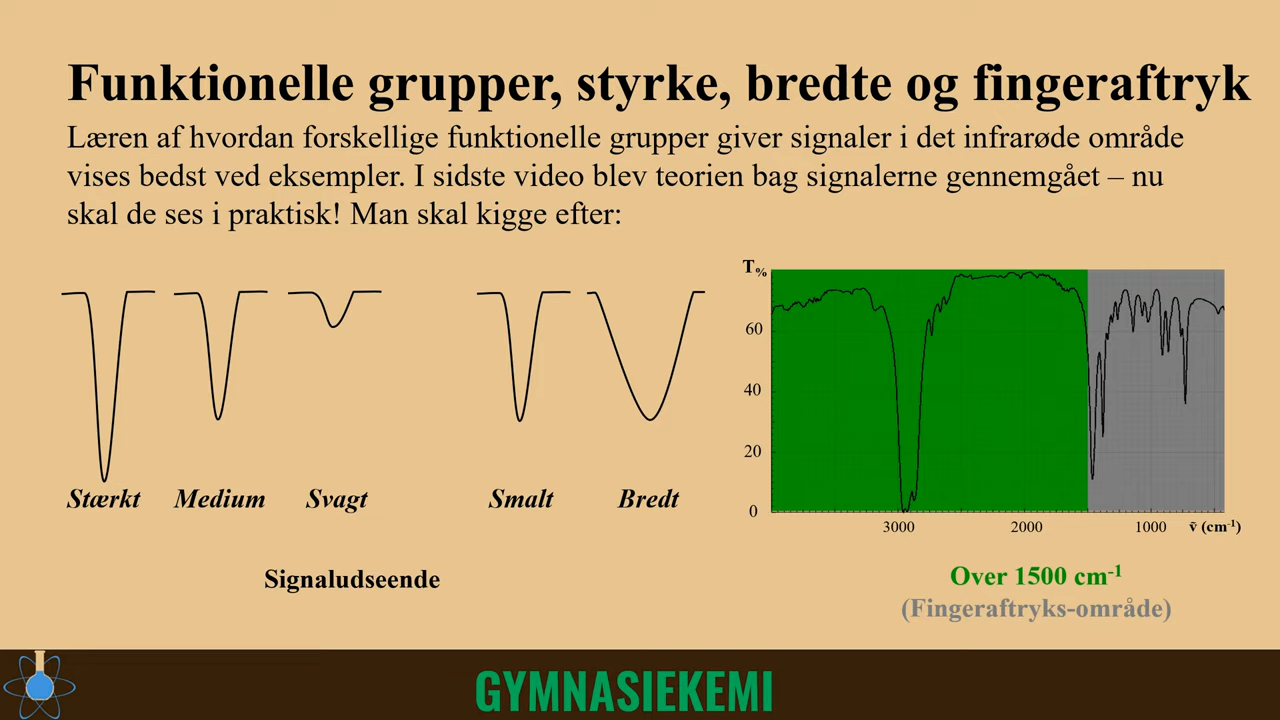 Funktionelle grupper, styrke, bredte og fingeraftryk
Læren af hvordan forskellige funktionelle grupper giver signaler i det infrarøde område
vises bedst ved eksempler. I sidste video blev teorien bag signalerne gennemgået – nu
skal de ses i praktisk! Man skal kigge efter:
Stærkt Medium Svagt Smalt Bredt
Signaludseende
T%
60
40
20
0
3000 2000 1000 ṽ (cm⁻¹)
Over 1500 cm⁻¹
(Fingeraftryks-område)
GYMNASIEKEMI